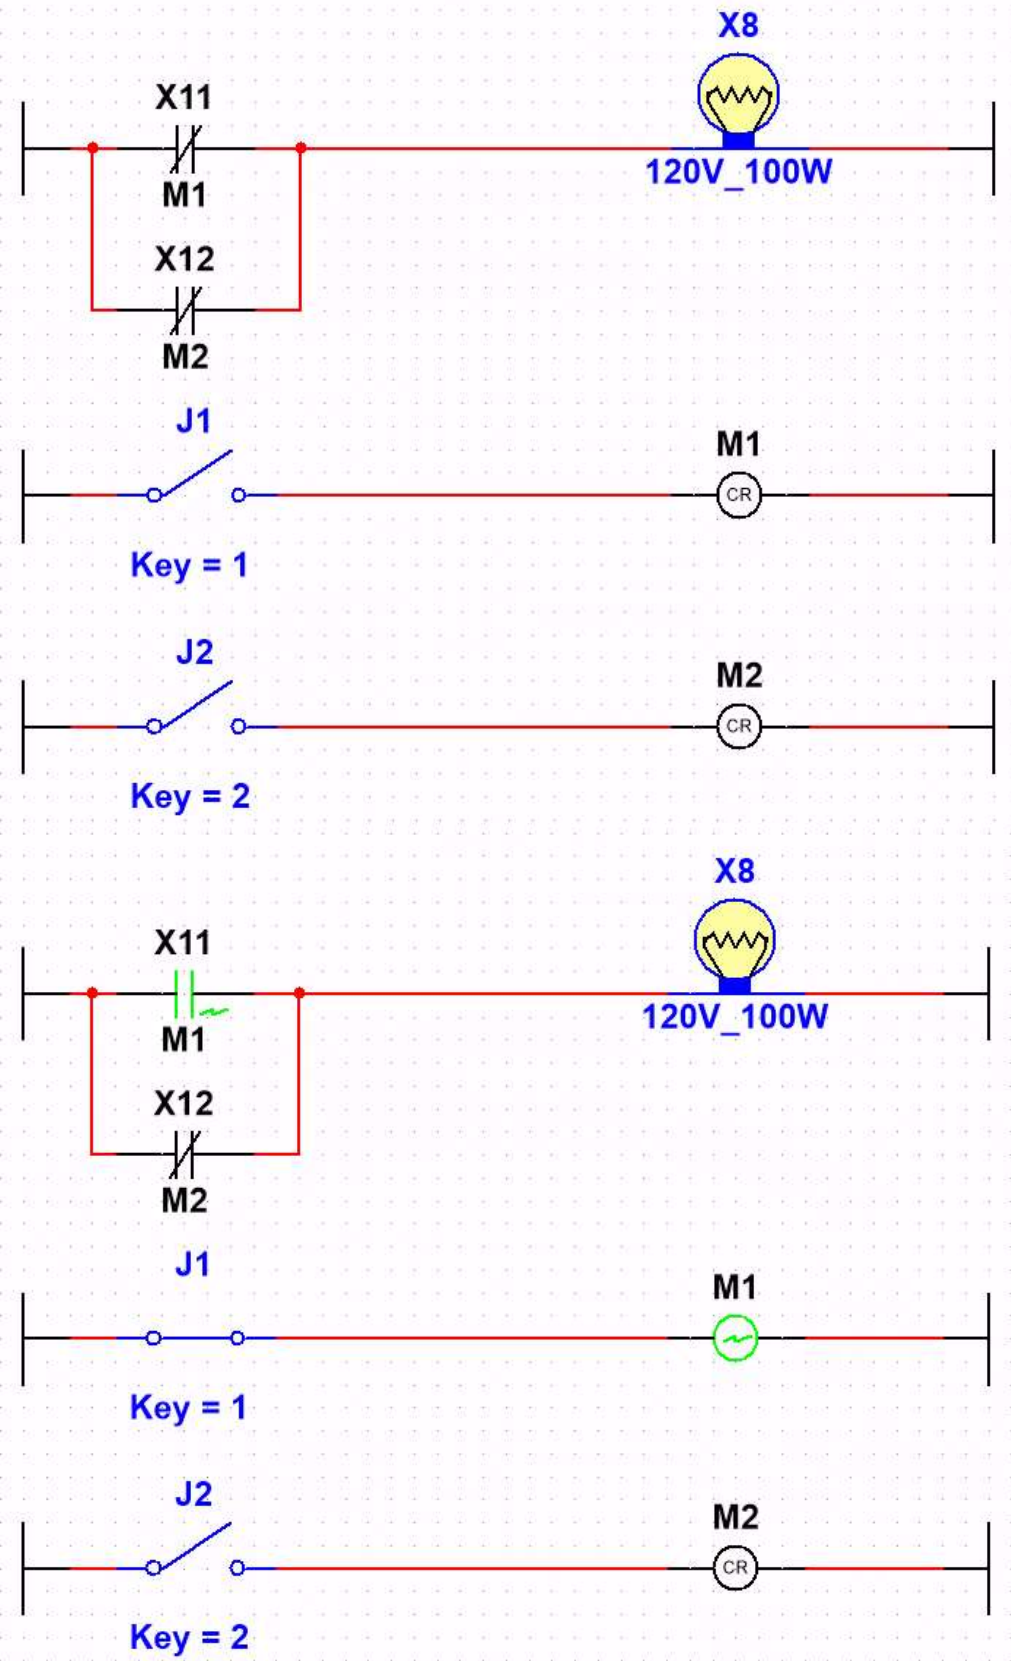 X8
X11
120V_100W
M1
X12
M2
J1
M1
CR
Key = 1
J2
M2
CR
Key = 2
X8
X11
120V_100W
M1
X12
M2
J1
M1
Key = 1
J2
M2
CR
Key = 2